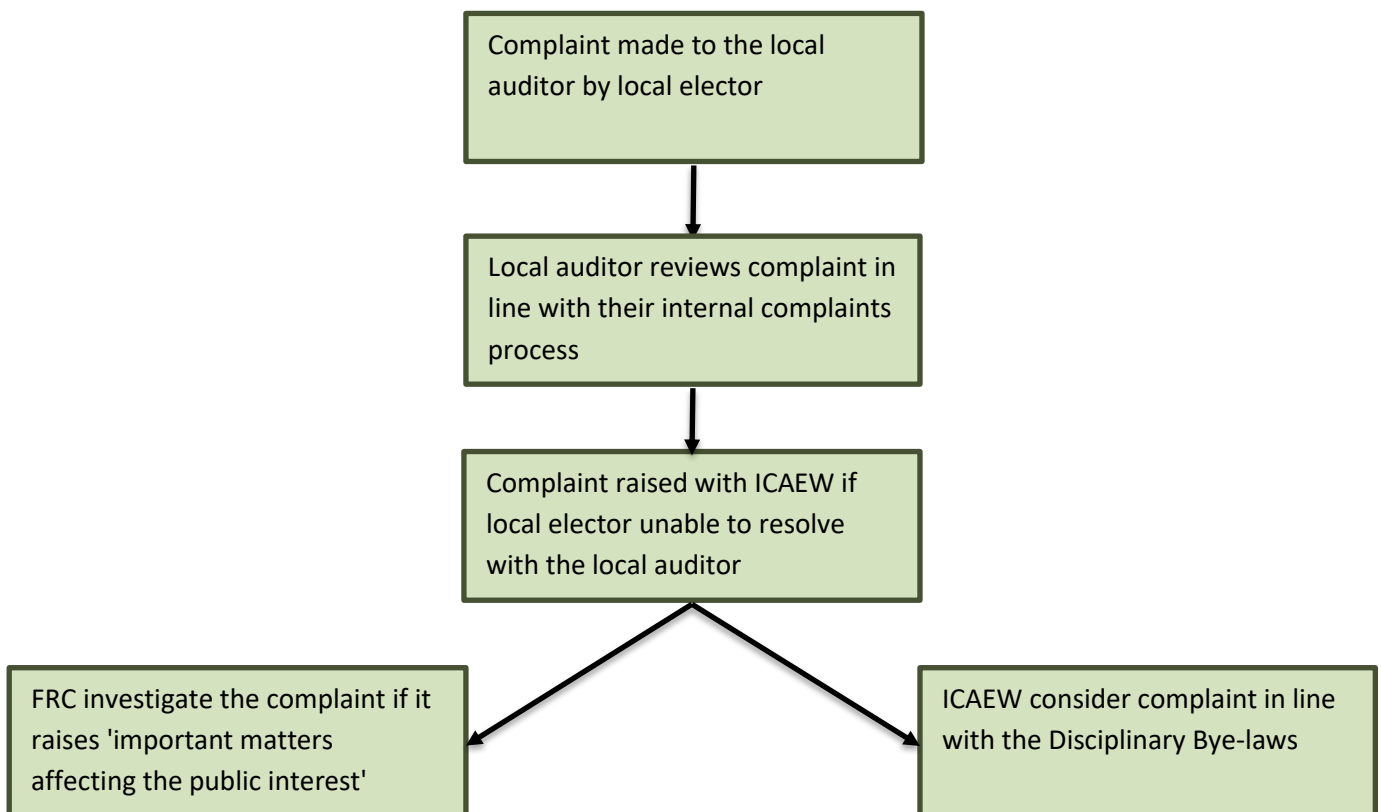 Complaint made to the local
auditor by local elector
Local auditor reviews complaint in
line with their internal complaints
process
Complaint raised with ICAEW if
local elector unable to resolve
with the local auditor
FRC investigate the complaint if it
raises 'important matters
affecting the public interest'
ICAEW consider complaint in line
with the Disciplinary Bye-laws